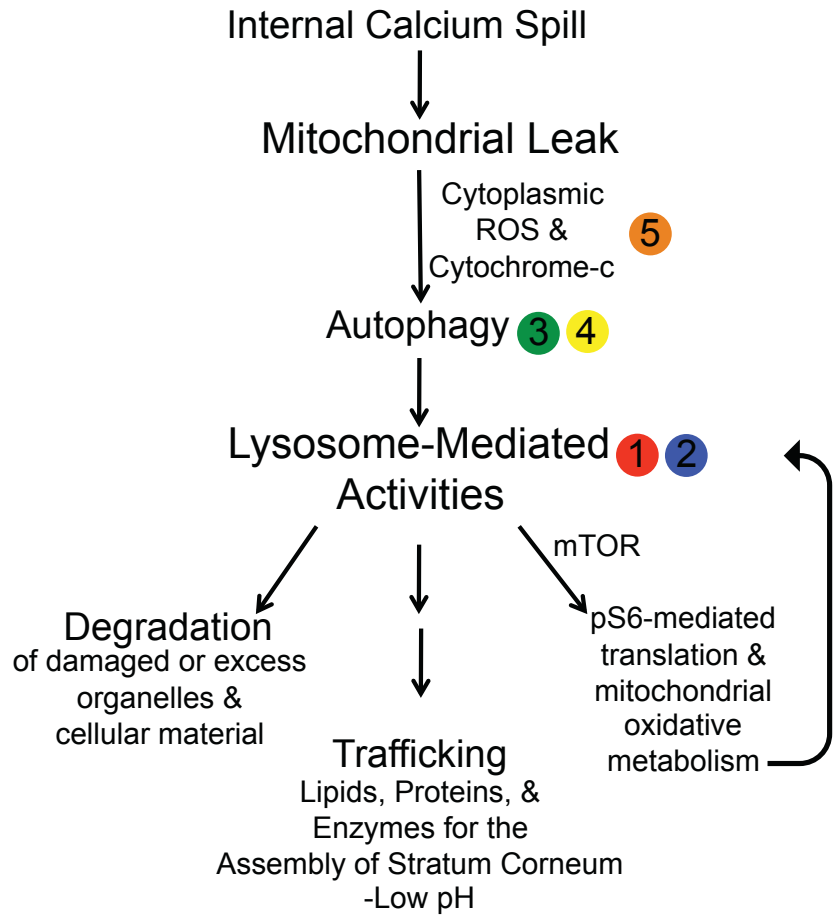 Internal Calcium Spill
Mitochondrial Leak
Cytoplasmic
ROS &
Cytochrome-c
5
Autophagy 3 4
Lysosome-Mediated 1 2
Activities
mTOR
Degradation
of damaged or excess
organelles &
cellular material
Trafficking
Lipids, Proteins, &
Enzymes for the
Assembly of Stratum Corneum
-Low pH
pS6-mediated
translation &
mitochondrial
oxidative
metabolism